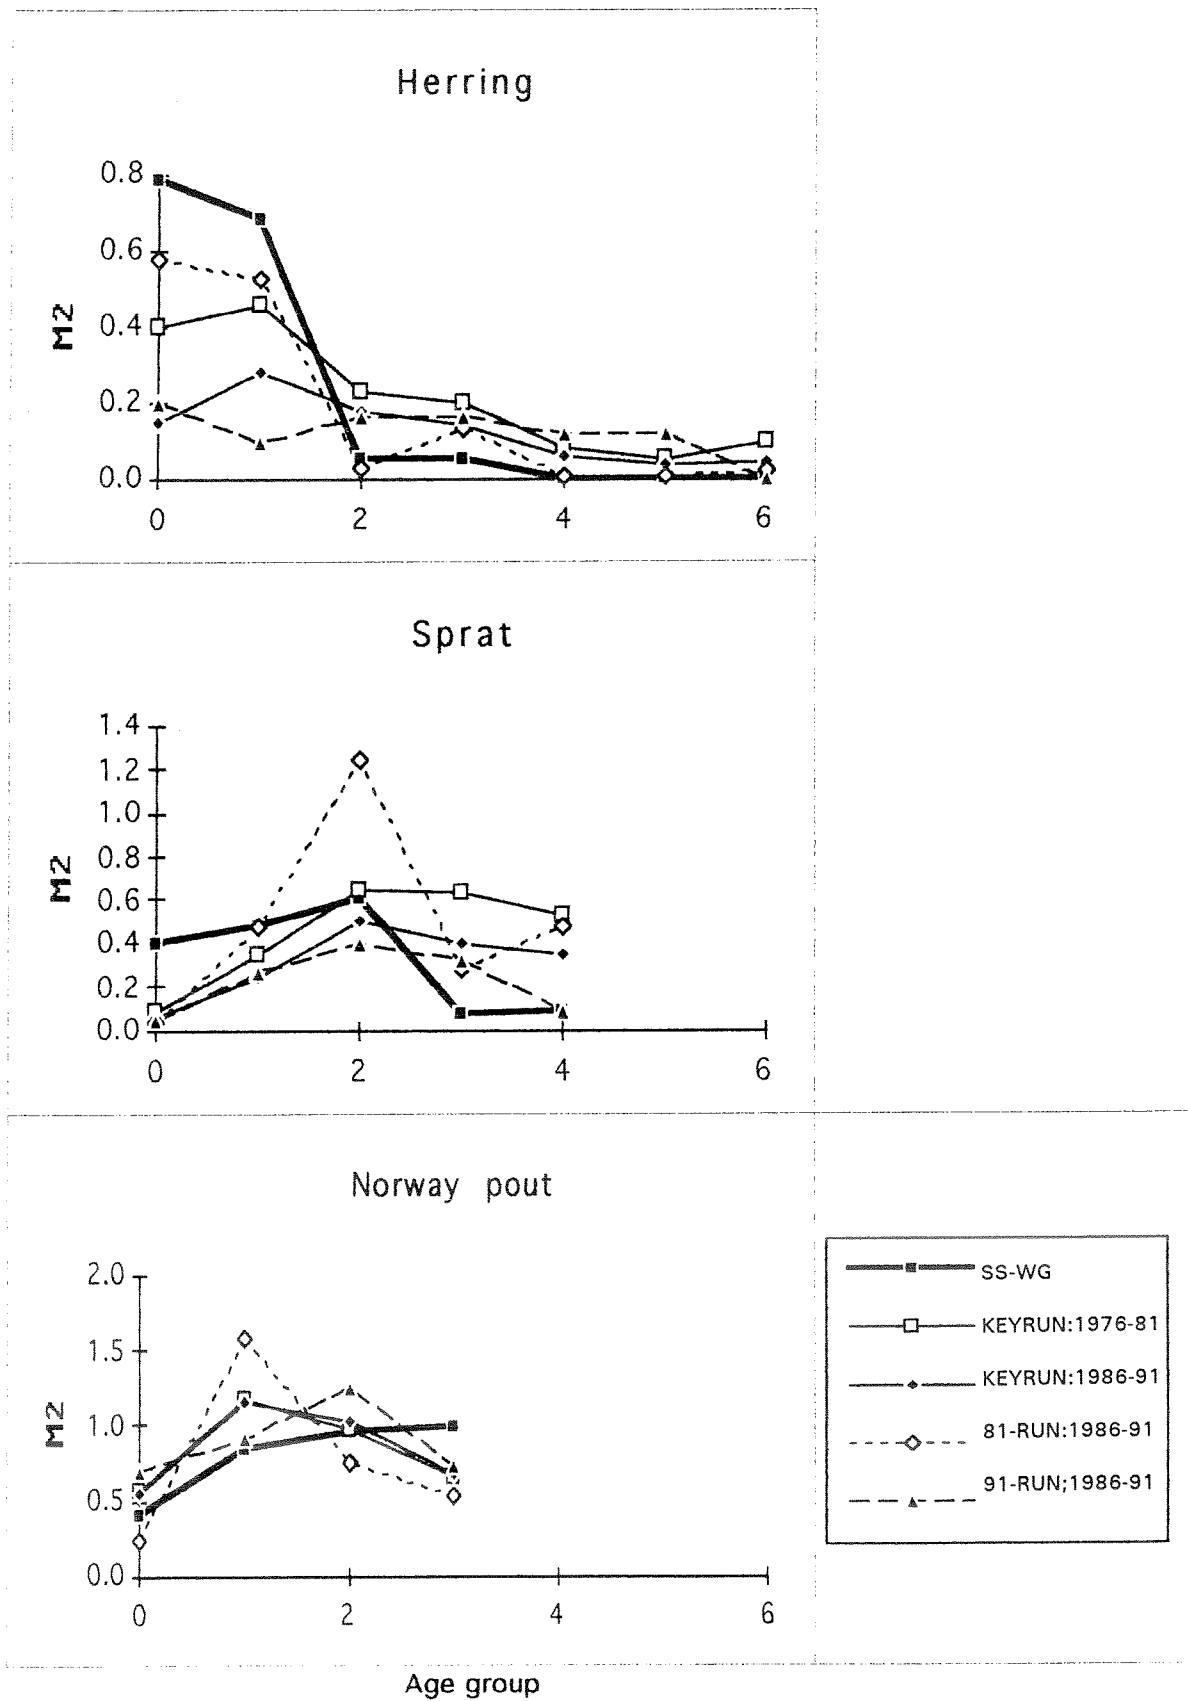 Herring
0.8
0.6
0.4
0.2
0.0
M2
0 2 4 6
Sprat
1.4
1.2
1.0
0.8
0.6
0.4
0.2
0.0
M2
0 2 4 6
Norway pout
2.0
1.5
1.0
0.5
0.0
M2
0 2 4 6
Age group
SS-WG
KEYRUN:1976-81
KEYRUN:1986-91
81-RUN:1986-91
91-RUN;1986-91